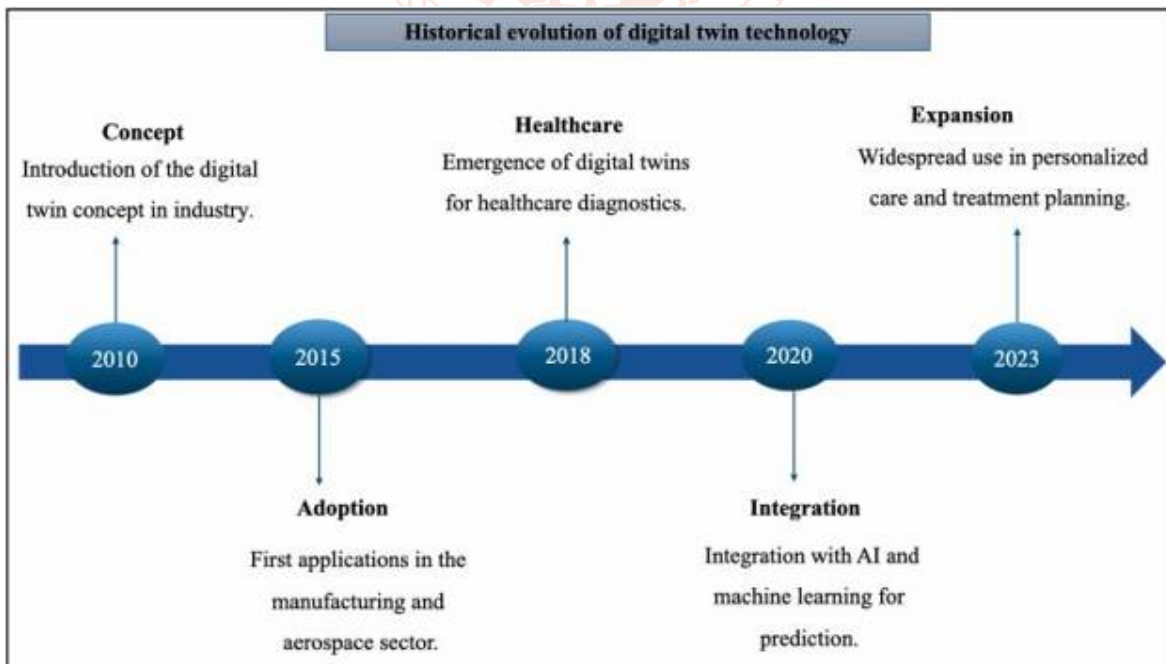 Historical evolution of digital twin technology
Concept
Introduction of the digital
twin concept in industry.
Healthcare
Emergence of digital twins
for healthcare diagnostics.
Expansion
Widespread use in personalized
care and treatment planning.
2010
2015
2018
2020
2023
Adoption
First applications in the
manufacturing and
aerospace sector.
Integration
Integration with AI and
machine learning for
prediction.